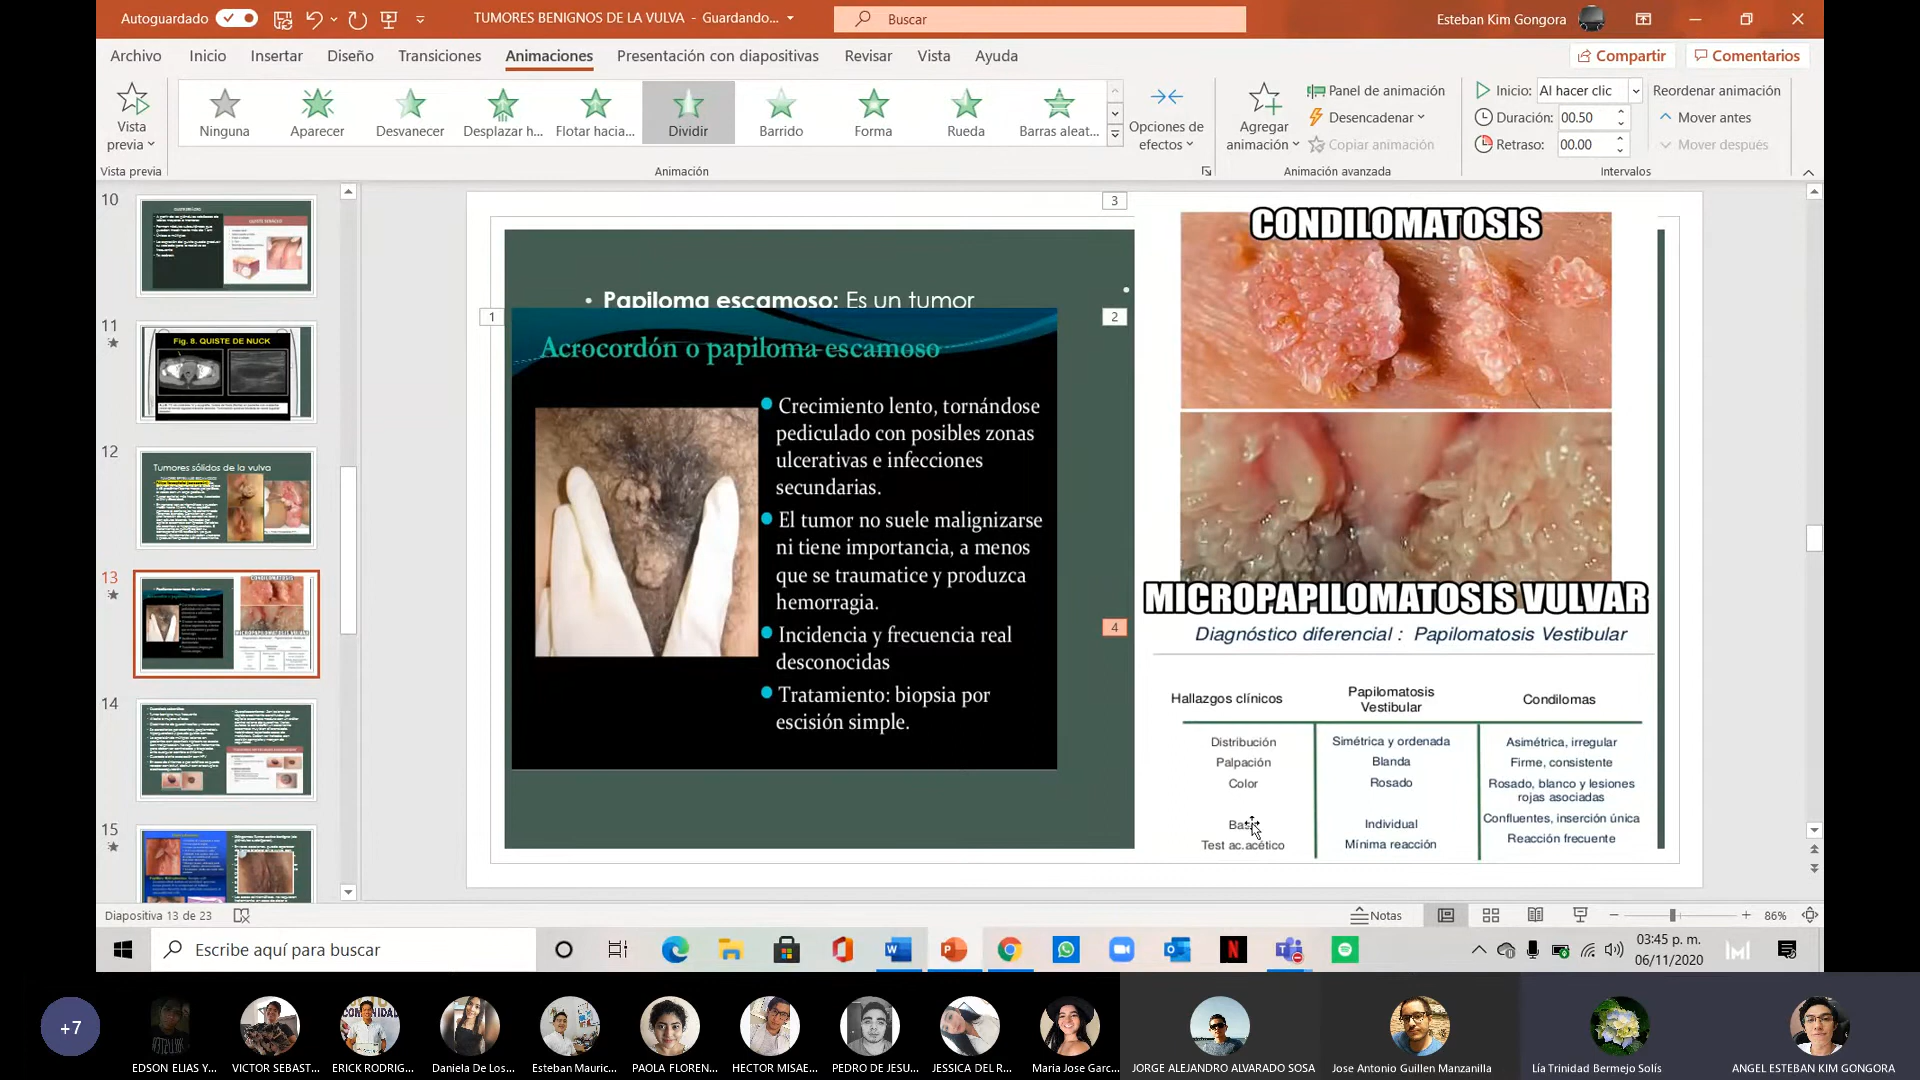 Autoguardado
TUMORES BENIGNOS DE LA VULVA - Guardando...
Buscar
Esteban Kim Gongora
Archivo Inicio Insertar Diseño Transiciones Animaciones Presentación con diapositivas Revisar Vista Ayuda
Compartir Comentarios
Vista previa
Ninguna Aparecer Desvanecer Desplazar h... Flotar hacia... Dividir Barrido Forma Rueda Barras aleat...
Opciones de efectos
Agregar animación
Panel de animación
Desencadenar
Copiar animación
Inicio: Al hacer clic
Duración: 00.50
Retraso: 00.00
Reordenar animación
Mover antes
Mover después
Vista previa
Animación
Animación avanzada
Intervalos
10
11
Fig. 8. QUISTE DE NUCK
12
Tumores sólidos de la vulva
13
14
15
1
2
3
4
• Papiloma escamoso: Es un tumor
Acrocordón o papiloma escamoso
Crecimiento lento, tornándose
pediculado con posibles zonas
ulcerativas e infecciones
secundarias.
El tumor no suele malignizarse
ni tiene importancia, a menos
que se traumatice y produzca
hemorragia.
Incidencia y frecuencia real
desconocidas
Tratamiento: biopsia por
escisión simple.
CONDILOMATOSIS
MICROPAPILOMATOSIS VULVAR
Diagnóstico diferencial : Papilomatosis Vestibular
Hallazgos clínicos Papilomatosis Vestibular Condilomas
Distribución Simétrica y ordenada Asimétrica, irregular
Palpación Blanda Firme, consistente
Color Rosado Rosado, blanco y lesiones
rojas asociadas
Individual Confluentes, inserción única
Test ac.acético Mínima reacción Reacción frecuente
Diapositiva 13 de 23
Notas
86%
Escribe aquí para buscar
03:45 p. m.
06/11/2020
+7
EDSON ELIAS Y...
VICTOR SEBAST...
ERICK RODRIG...
Daniela De Los...
Esteban Mauric...
PAOLA FLOREN...
HECTOR MISAE...
PEDRO DE JESU...
JESSICA DEL R...
Maria Jose Garc...
JORGE ALEJANDRO ALVARADO SOSA
Jose Antonio Guillen Manzanilla
Lía Trinidad Bermejo Solís
ANGEL ESTEBAN KIM GONGORA